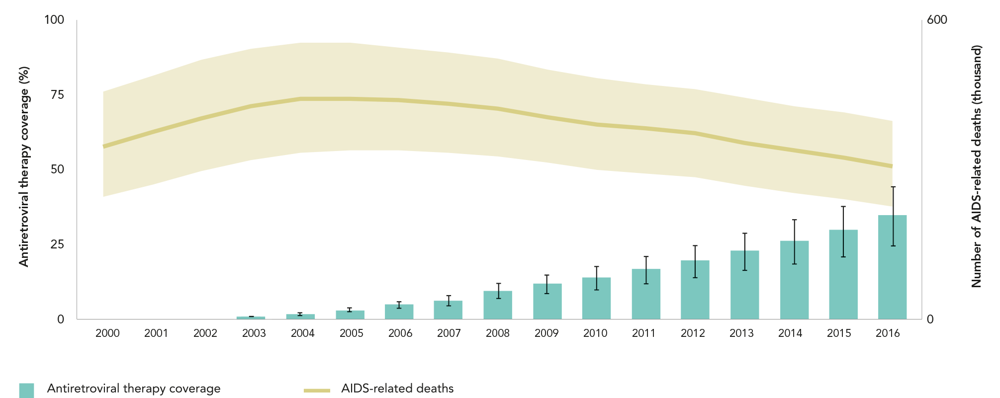 100
75
50
25
0
Antiretroviral therapy coverage (%)
600
0
Number of AIDS-related deaths (thousand)
2000 2001 2002 2003 2004 2005 2006 2007 2008 2009 2010 2011 2012 2013 2014 2015 2016
Antiretroviral therapy coverage
AIDS-related deaths